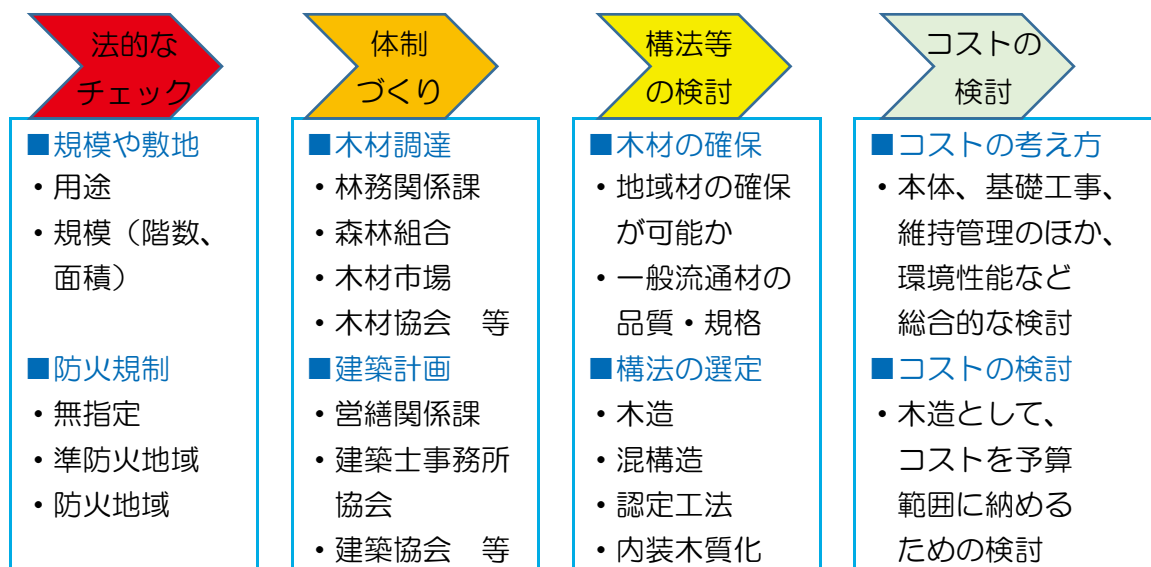 法的な
チェック
■規模や敷地
・用途
・規模（階数、
面積）
■防火規制
・無指定
・準防火地域
・防火地域
体制
づくり
■木材調達
・林務関係課
・森林組合
・木材市場
・木材協会　等
■建築計画
・営繕関係課
・建築士事務所
協会
・建築協会　等
構法等
の検討
■木材の確保
・地域材の確保
が可能か
・一般流通材の
品質・規格
■構法の選定
・木造
・混構造
・認定工法
・内装木質化
コストの
検討
■コストの考え方
・本体、基礎工事、
維持管理のほか、
環境性能など
総合的な検討
■コストの検討
・木造として、
コストを予算
範囲に納める
ための検討